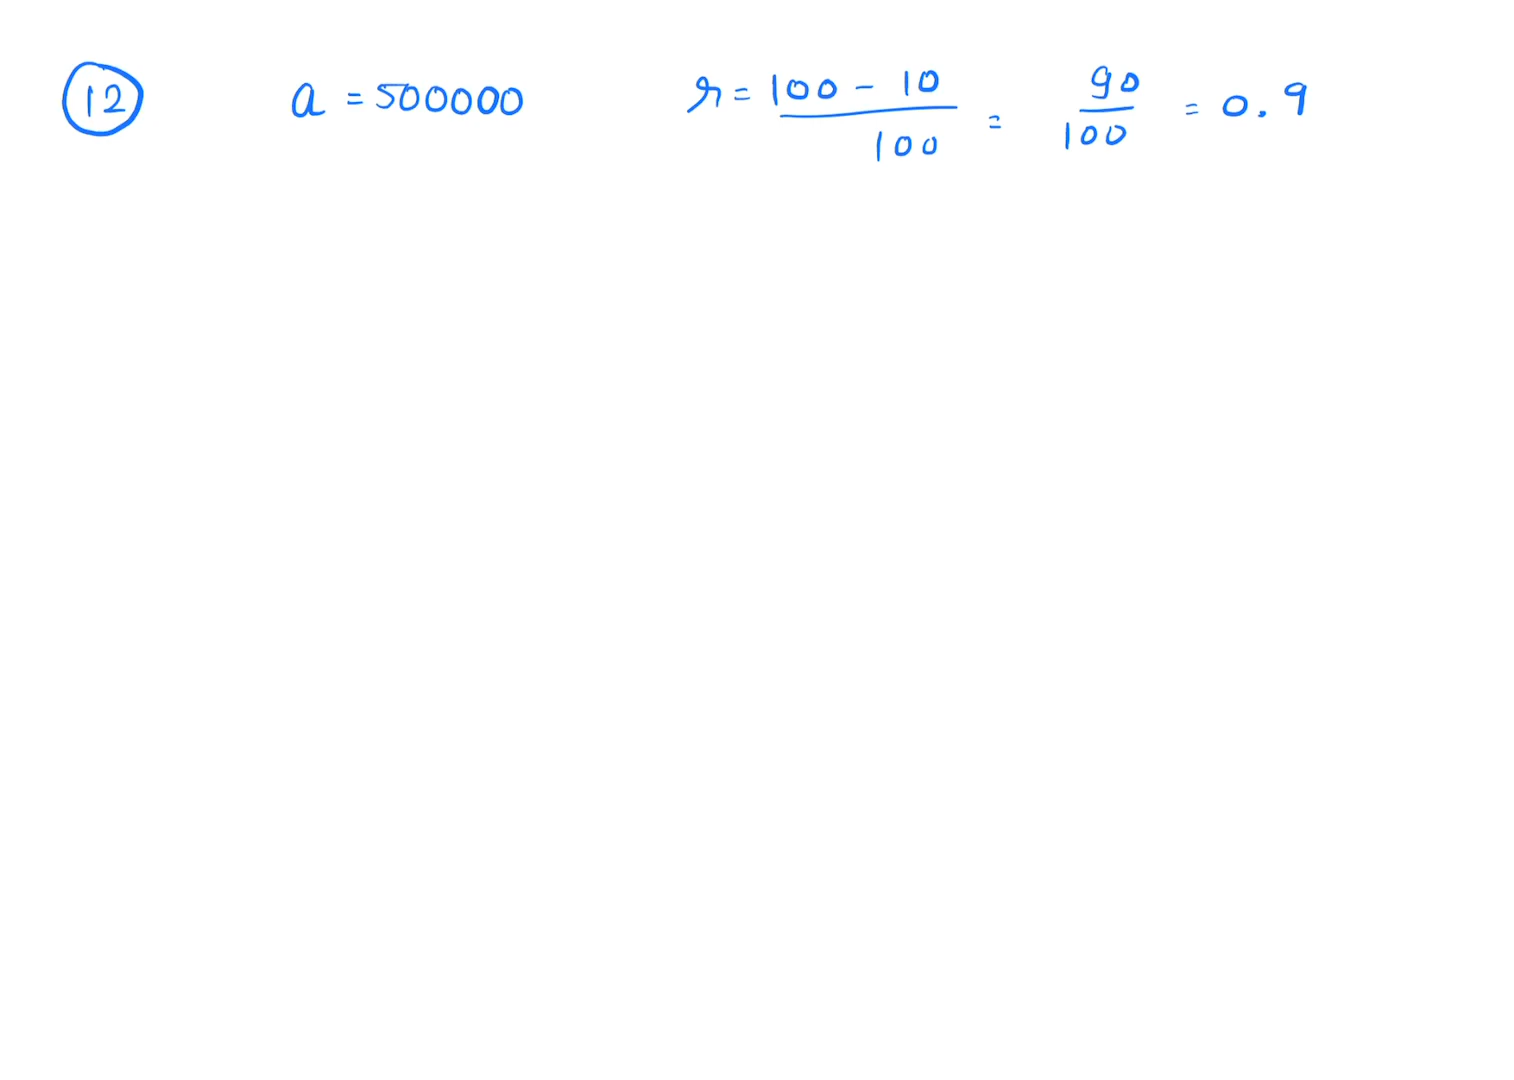 12 a = 500000 r = 100 - 10 / 100 = 90 / 100 = 0.9